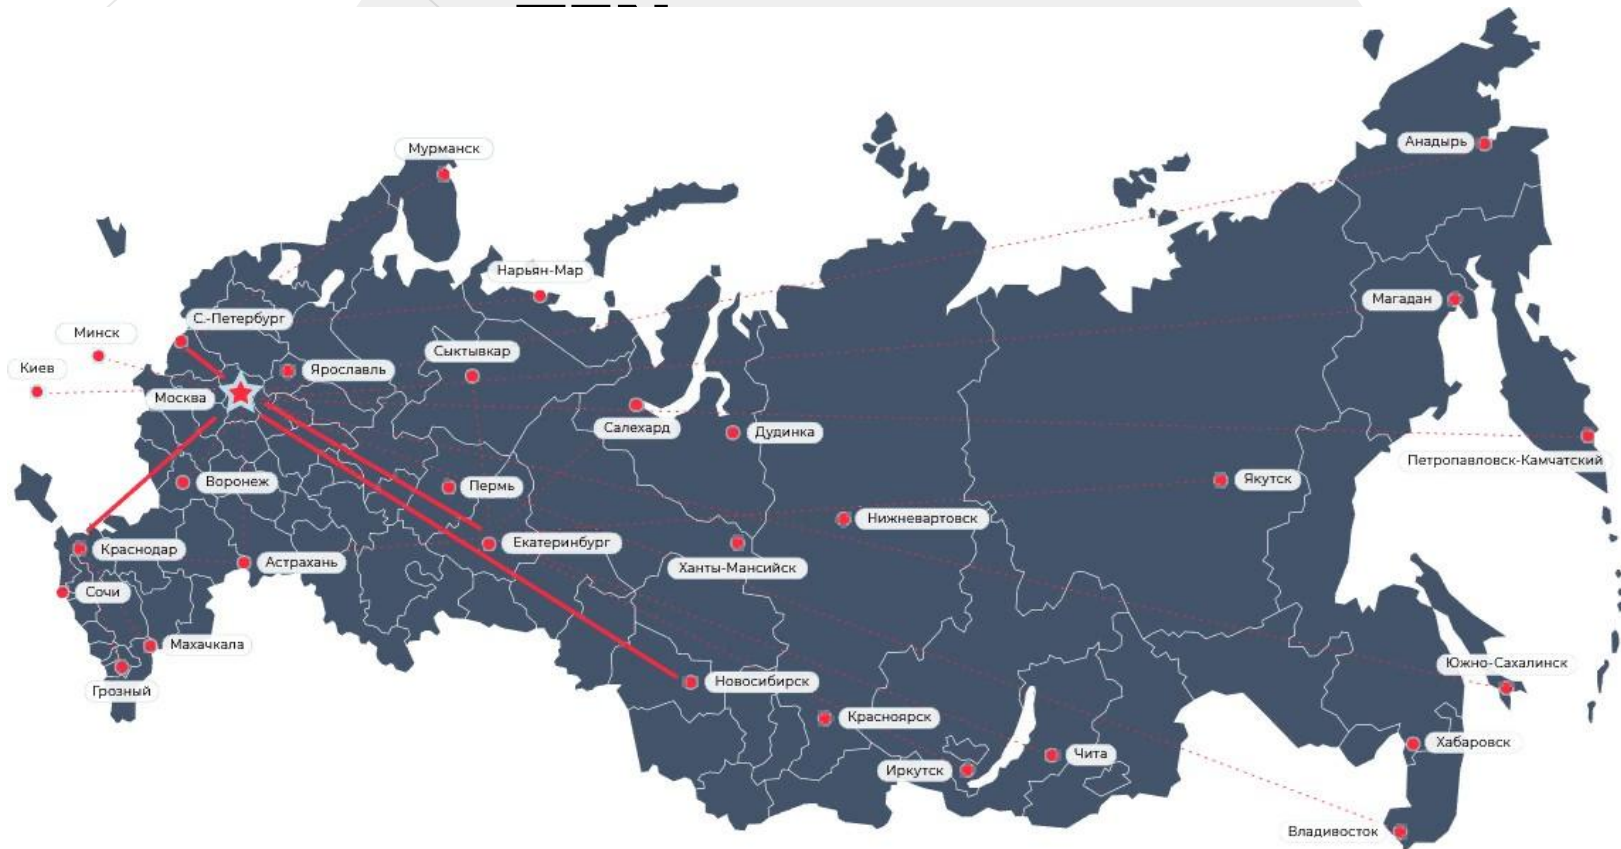 Анадырь
Мурманск
Нарьян-Мар
Магадан
С.-Петербург
Минск
Сыктывкар
Киев
Ярославль
Москва
Салехард
Дудинка
Петропавловск-Камчатский
Воронеж
Пермь
Якутск
Нижневартовск
Краснодар
Астрахань
Екатеринбург
Ханты-Мансийск
Сочи
Махачкала
Южно-Сахалинск
Грозный
Новосибирск
Красноярск
Хабаровск
Чита
Иркутск
Владивосток